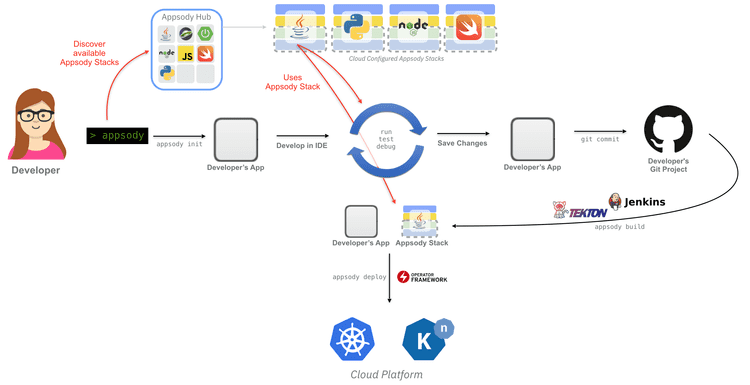 Appsody Hub
Discover
available
Appsody Stacks
node
JS
node
JS
Cloud Configured Appsody Stacks
Uses
Appsody Stack
> appsody
appsody init
Developer
Developer's App
Develop in IDE
run
test
debug
Save Changes
Developer's App
git commit
Developer's
Git Project
TEKTON
Jenkins
appsody build
Developer's App
Appsody Stack
appsody deploy
OPERATOR
FRAMEWORK
K
n
Cloud Platform